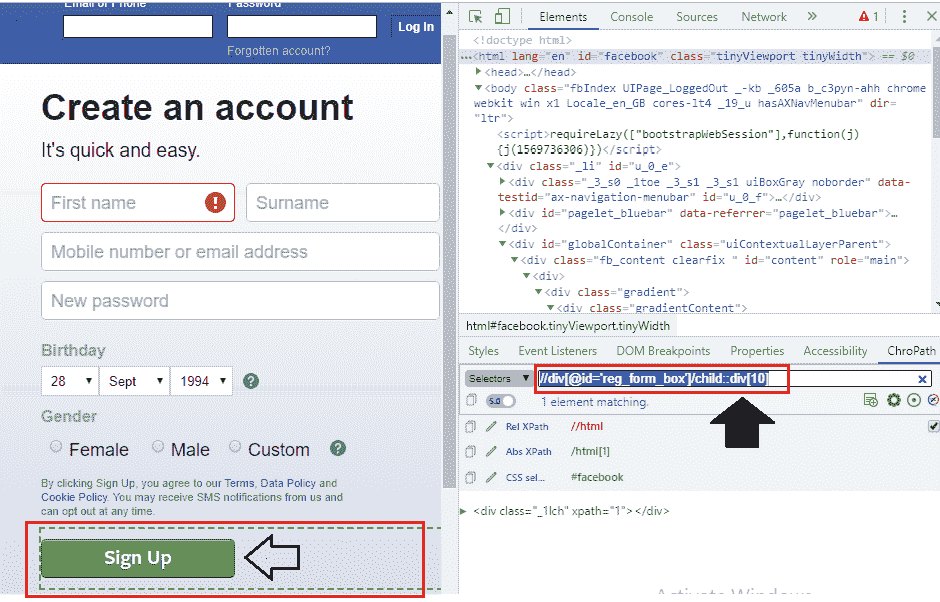 Email or Phone
Password
Log In
Forgotten account?
Create an account
It's quick and easy.
First name
Surname
Mobile number or email address
New password
Birthday
28
Sept
1994
Gender
Female
Male
Custom
By clicking Sign Up, you agree to our Terms, Data Policy and
Cookie Policy. You may receive SMS notifications from us and
can opt out at any time.
Sign Up
Elements
Console
Sources
Network
1
<!doctype html>
<html lang="en" id="facebook" class="tinyViewport tinyWidth"> == $0
<head>…</head>
<body class="fbIndex UIPage_LoggedOut _-kb _605a b_c3pyn-ahh chrome
webkit win x1 Locale_en_GB cores-lt4 _19_u hasAXNavMenubar" dir=
"ltr">
<script>requireLazy(["bootstrapWebSession"],function(j)
{j(1569736306)})</script>
<div class="_li" id="u_0_e">
<div class="_3_s0 _1toe _3_s1 _3_s1 uiBoxGray noborder" data-
testid="ax-navigation-menubar" id="u_0_f">…</div>
<div id="pagelet_bluebar" data-referrer="pagelet_bluebar">…
</div>
<div id="globalContainer" class="uiContextualLayerParent">
<div class="fb_content clearfix " id="content" role="main">
<div>
<div class="gradient">
<div class="gradientContent">
html#facebook.tinyViewport.tinyWidth
Styles
Event Listeners
DOM Breakpoints
Properties
Accessibility
ChroPath
Selectors
//div[@id='reg_form_box']/child::div[10]
5.0
1 element matching.
Rel XPath
//html
Abs XPath
/html[1]
CSS sel...
#facebook
<div class="_1lch" xpath="1"></div>
Activate Windows